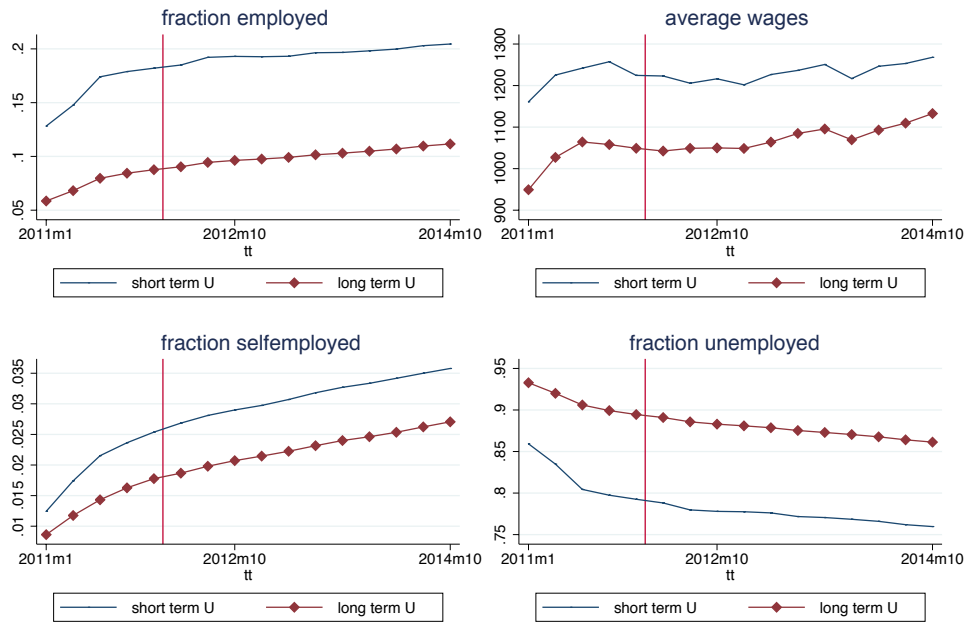 fraction employed
.2
.15
.1
.05
2011m1 2012m10 2014m10
tt
short term U long term U
average wages
1300
1200
1100
1000
900
2011m1 2012m10 2014m10
tt
short term U long term U
fraction selfemployed
.035
.03
.025
.02
.015
.01
2011m1 2012m10 2014m10
tt
short term U long term U
fraction unemployed
.95
.9
.85
.8
.75
2011m1 2012m10 2014m10
tt
short term U long term U